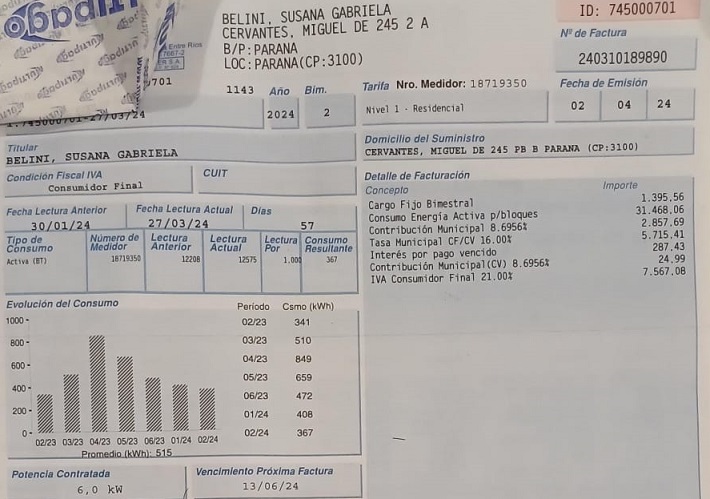 BELINI, SUSANA GABRIELA
CERVANTES, MIGUEL DE 245 2 A
B/P:PARANA
LOC:PARANA(CP:3100)
ID: 745000701
Nº de Factura
240310189890
Entre Ríos
701
1143 Año Bim.
2024 2
27/03/24
Tarifa Nro. Medidor: 18719350
Nivel 1 - Residencial
Fecha de Emisión
02 04 24
Titular
BELINI, SUSANA GABRIELA
Domicilio del Suministro
CERVANTES, MIGUEL DE 245 PB B PARANA (CP:3100)
Condición Fiscal IVA
Consumidor Final
CUIT
Fecha Lectura Anterior Fecha Lectura Actual Días
30/01/24 27/03/24 57
Tipo de Consumo Número de Medidor Lectura Anterior Lectura Actual Lectura Por Consumo Resultante
Activa (BT) 18719350 12208 12575 1.000 367
Detalle de Facturación
Concepto Importe
Cargo Fijo Bimestral 1.395,56
Consumo Energía Activa p/bloques 31.468,06
Contribución Municipal 8.6956% 2.857,69
Tasa Municipal CF/CV 16.00% 5.715,41
Interés por pago vencido 287,43
Contribución Municipal(CV) 8.6956% 24,99
IVA Consumidor Final 21.00% 7.567,08
Evolución del Consumo
1000
800
600
400
200
0
02/23 03/23 04/23 05/23 06/23 01/24 02/24
Promedio (kWh): 515
Período Csmo (kWh)
02/23 341
03/23 510
04/23 849
05/23 659
06/23 472
01/24 408
02/24 367
Potencia Contratada
6,0 kW
Vencimiento Próxima Factura
13/06/24